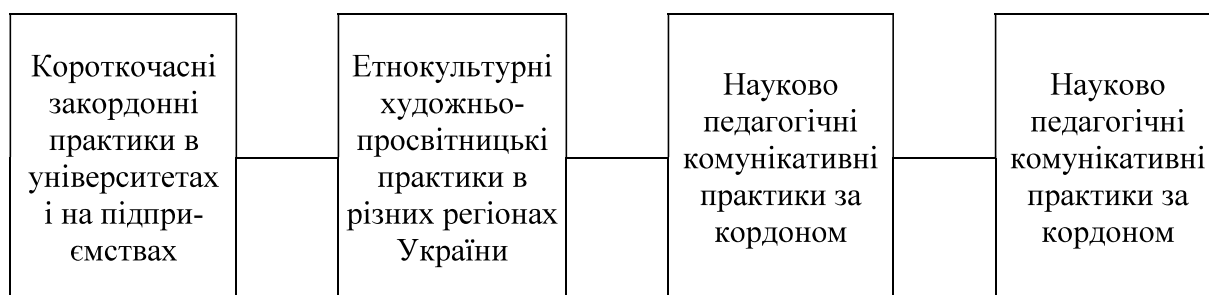 Короткочасні
закордонні
практики в
університетах
і на підпри-
ємствах
Етнокультурні
художньо-
просвітницькі
практики в
різних регіонах
України
Науково
педагогічні
комунікативні
практики за
кордоном
Науково
педагогічні
комунікативні
практики за
кордоном